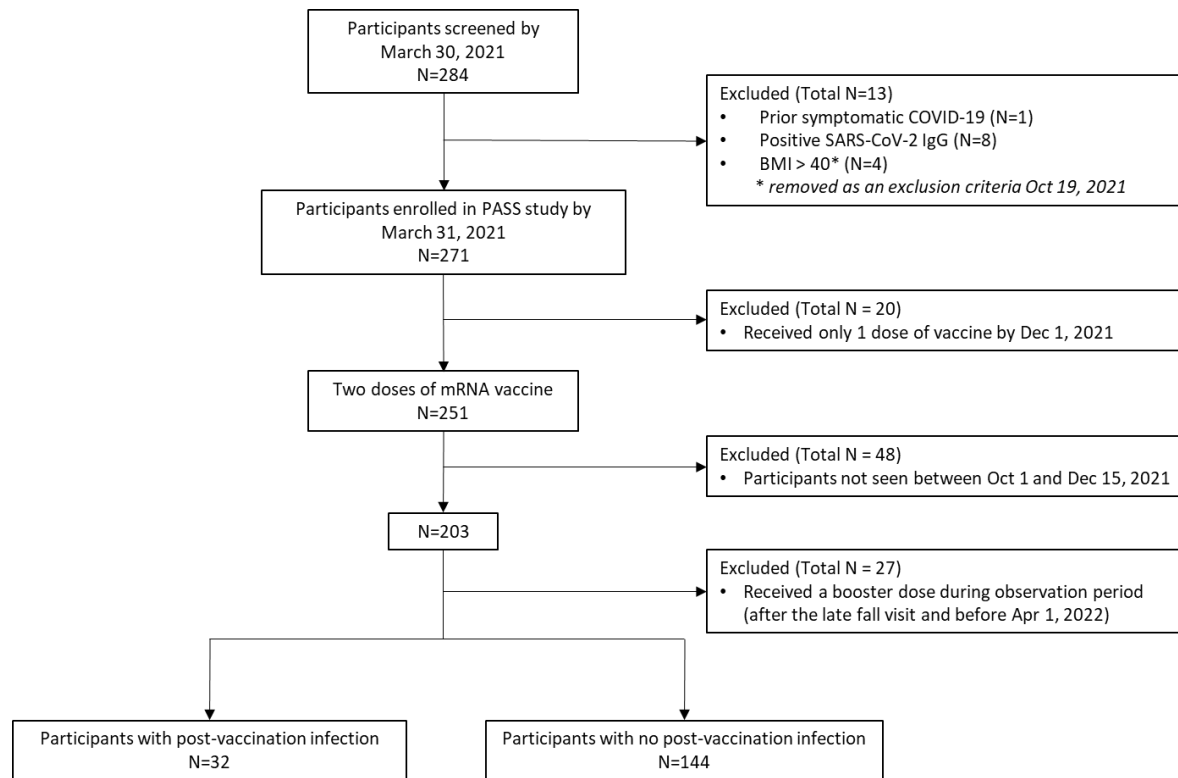 Participants screened by
March 30, 2021
N=284
Excluded (Total N=13)
• Prior symptomatic COVID-19 (N=1)
• Positive SARS-CoV-2 IgG (N=8)
• BMI > 40* (N=4)
* removed as an exclusion criteria Oct 19, 2021
Participants enrolled in PASS study by
March 31, 2021
N=271
Excluded (Total N = 20)
• Received only 1 dose of vaccine by Dec 1, 2021
Two doses of mRNA vaccine
N=251
Excluded (Total N = 48)
• Participants not seen between Oct 1 and Dec 15, 2021
N=203
Excluded (Total N = 27)
• Received a booster dose during observation period
(after the late fall visit and before Apr 1, 2022)
Participants with post-vaccination infection
N=32
Participants with no post-vaccination infection
N=144